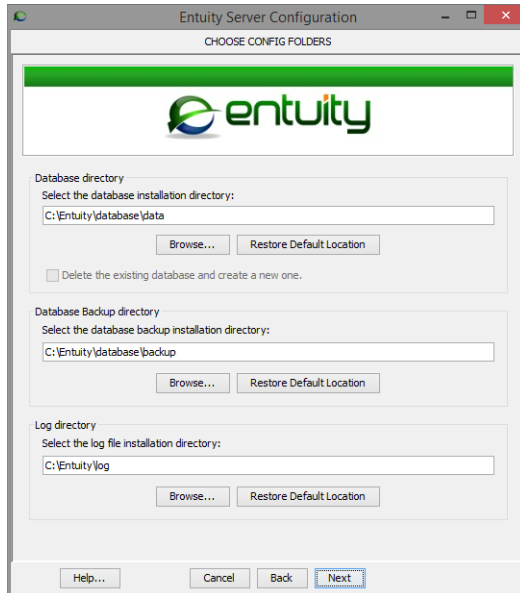 Entuity Server Configuration
CHOOSE CONFIG FOLDERS
entuity
Database directory
Select the database installation directory:
C:\Entuity\database\data
Browse... Restore Default Location
Delete the existing database and create a new one.
Database Backup directory
Select the database backup installation directory:
C:\Entuity\database\backup
Browse... Restore Default Location
Log directory
Select the log file installation directory:
C:\Entuity\log
Browse... Restore Default Location
Help... Cancel Back Next